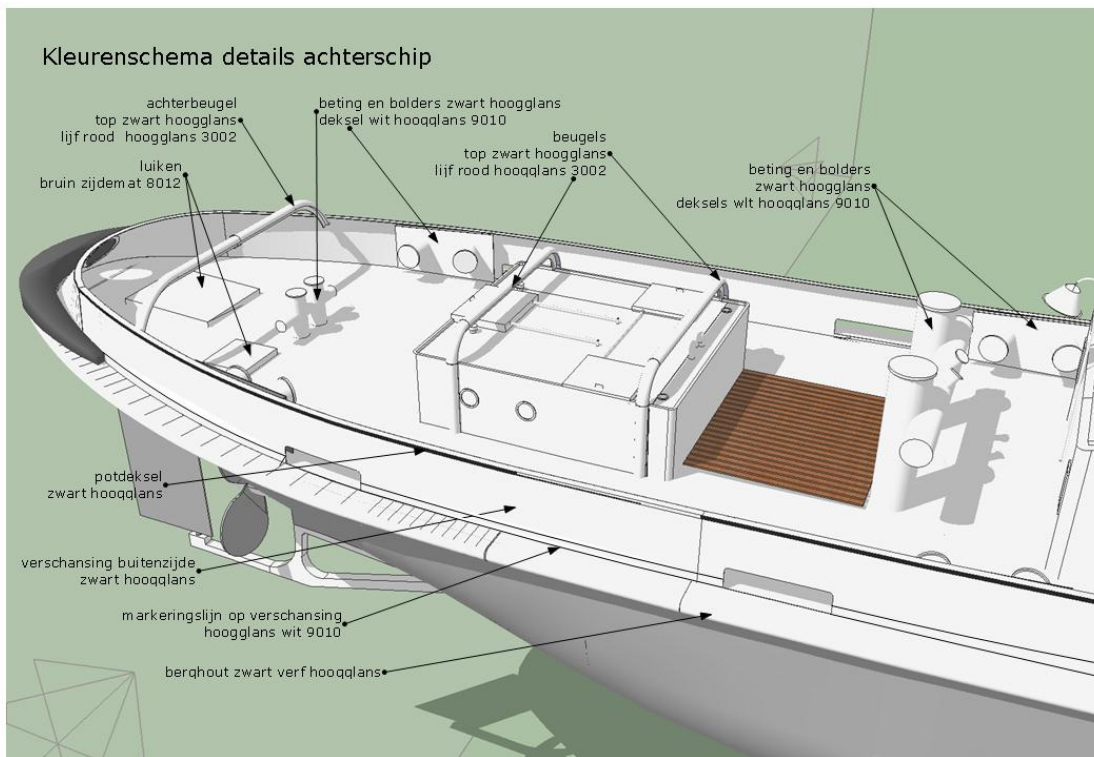 Kleurenschema details achterschip
achterbeugel
top zwart hoogglans
lijf rood hoogglans 3002
beting en bolders zwart hoogglans
deksel wit hoogglans 9010
beugels
top zwart hoogglans
lijf rood hoogglans 3002
beting en bolders
zwart hoogglans
deksels wIt hoogglans 9010
luiken
bruin zijdemat 8012
potdeksel
zwart hoogglans
verschansing buitenzijde
zwart hoogglans
markeringslijn op verschansing
hoogglans wit 9010
berghout zwart verf hoogglans